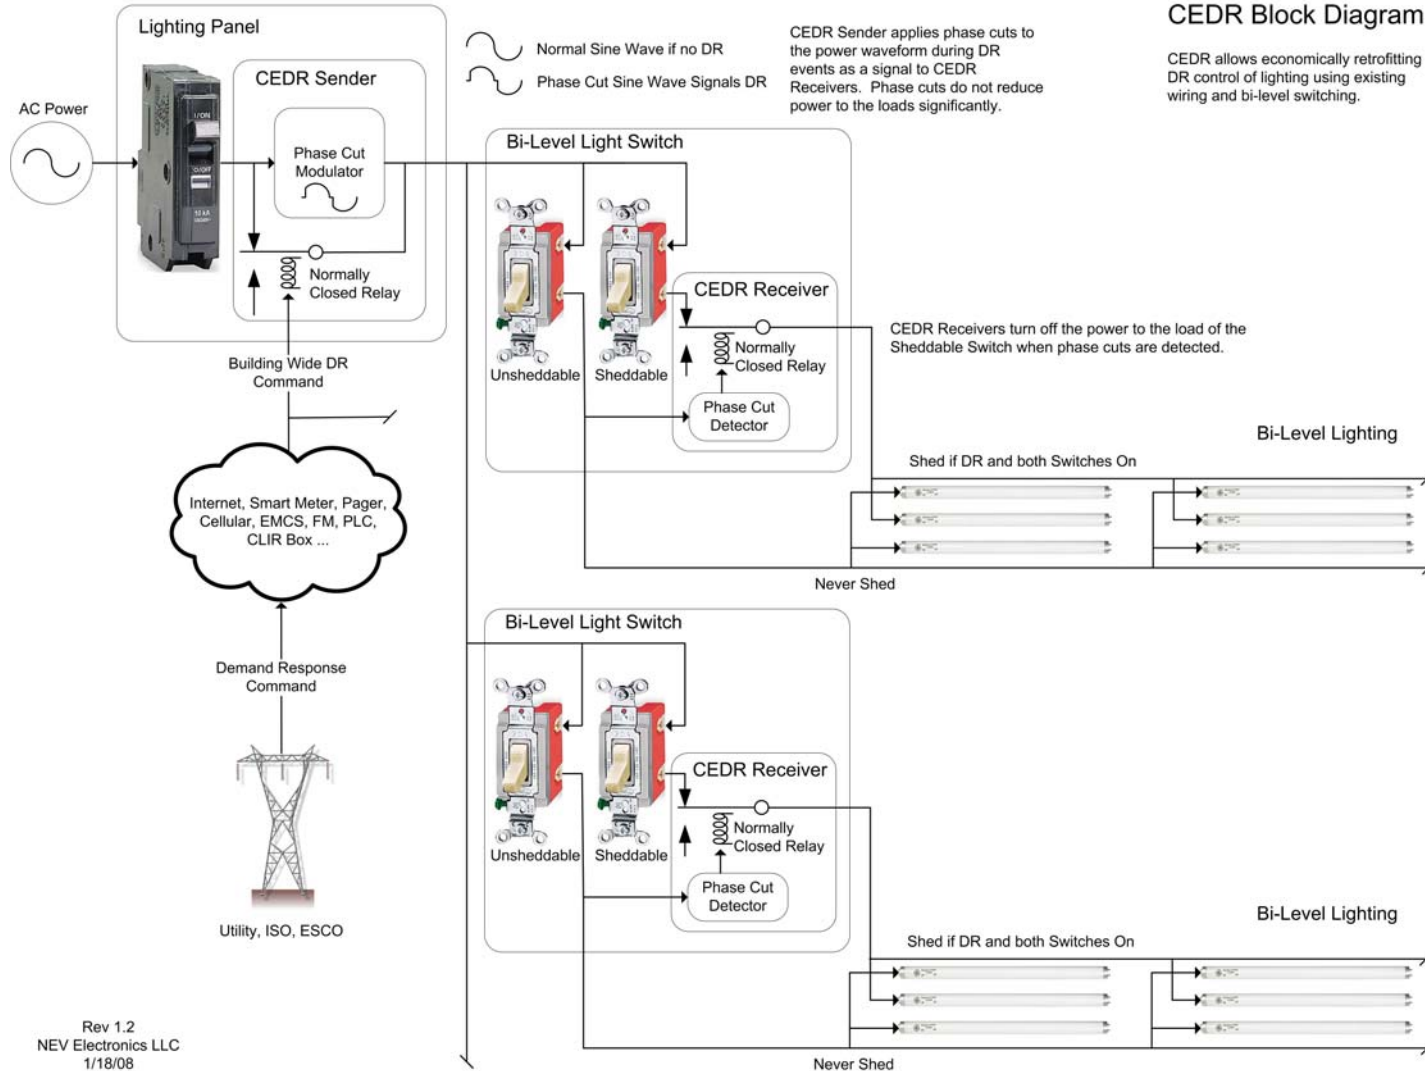 CEDR Block Diagram
CEDR allows economically retrofitting
DR control of lighting using existing
wiring and bi-level switching.
Normal Sine Wave if no DR
Phase Cut Sine Wave Signals DR
CEDR Sender applies phase cuts to
the power waveform during DR
events as a signal to CEDR
Receivers. Phase cuts do not reduce
power to the loads significantly.
Lighting Panel
CEDR Sender
AC Power
I/ON
O/OFF
10 kA
Phase Cut
Modulator
Normally
Closed Relay
Building Wide DR
Command
Internet, Smart Meter, Pager,
Cellular, EMCS, FM, PLC,
CLIR Box ...
Demand Response
Command
Utility, ISO, ESCO
Bi-Level Light Switch
CEDR Receiver
Normally
Closed Relay
Unsheddable
Sheddable
Phase Cut
Detector
CEDR Receivers turn off the power to the load of the
Sheddable Switch when phase cuts are detected.
Bi-Level Lighting
Shed if DR and both Switches On
Never Shed
Bi-Level Light Switch
CEDR Receiver
Normally
Closed Relay
Unsheddable
Sheddable
Phase Cut
Detector
Bi-Level Lighting
Shed if DR and both Switches On
Never Shed
Rev 1.2
NEV Electronics LLC
1/18/08